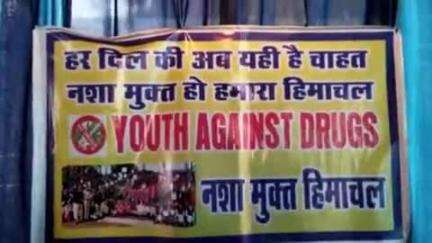 हर दिल की अब यही है चाहत
नशा मुक्त हो हमारा हिमाचल
YOUTH AGAINST DRUGS
नशा मुक्त हिमाचल